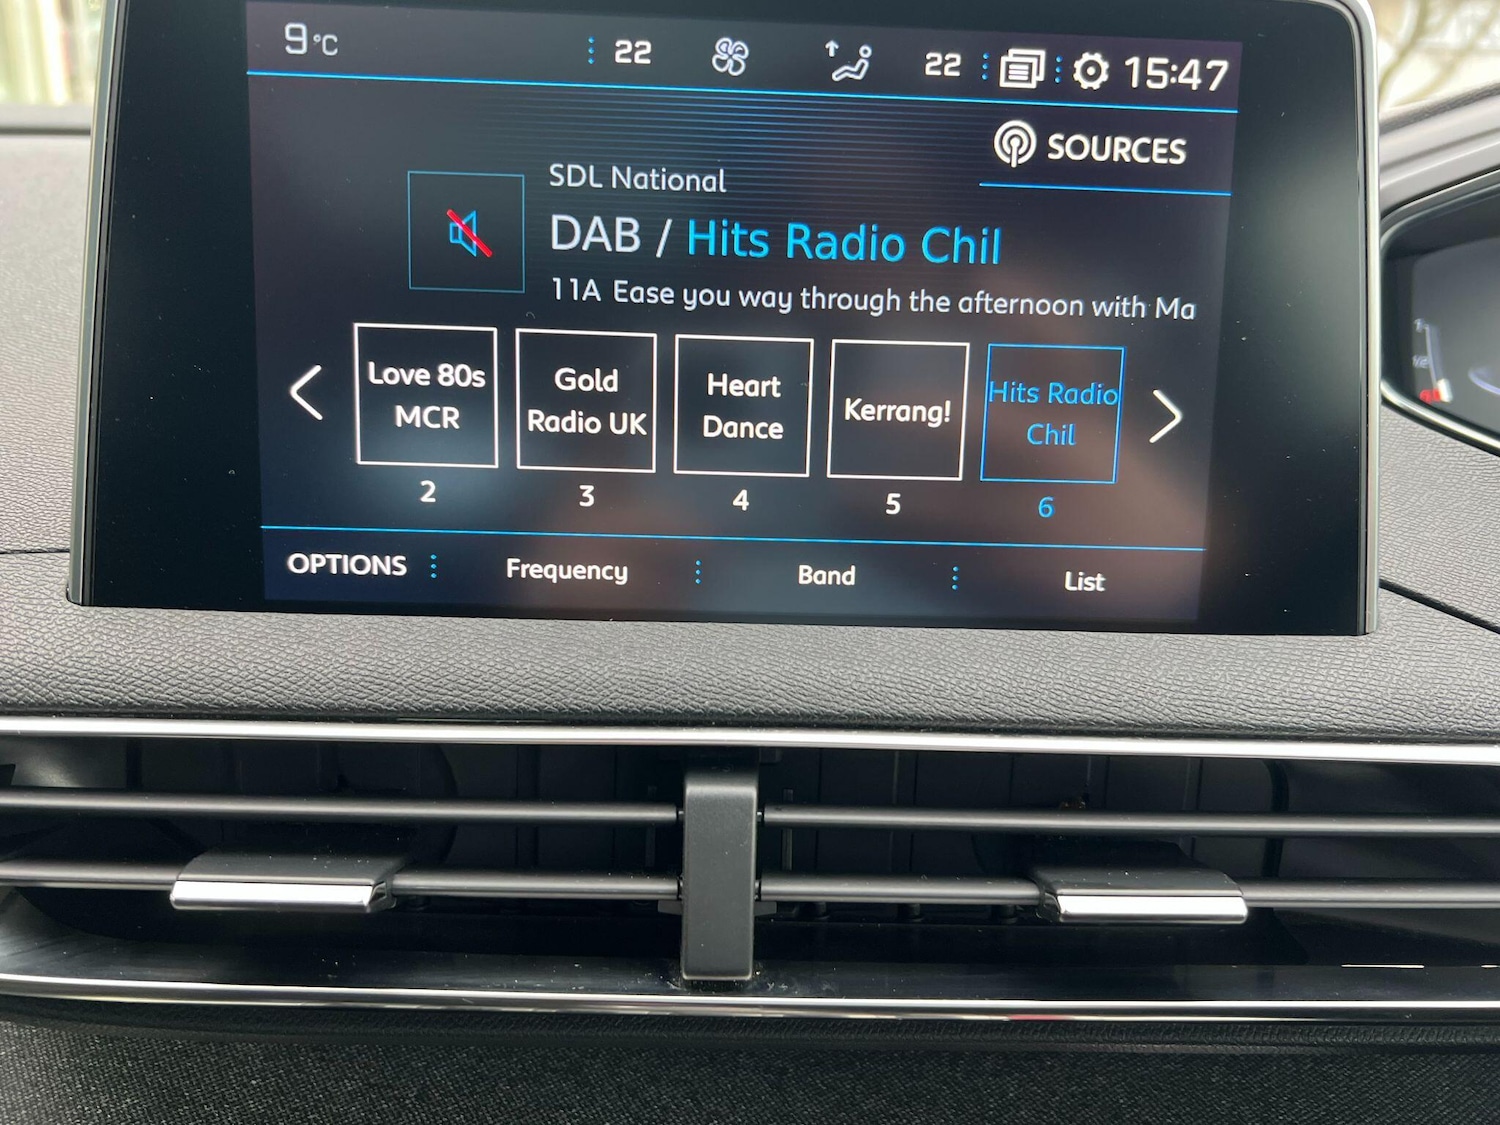 9°C
22
22
15:47
SOURCES
SDL National
DAB / Hits Radio Chil
11A Ease you way through the afternoon with Ma
Love 80s
MCR
Gold
Radio UK
Heart
Dance
Kerrang!
Hits Radio
Chil
2
3
4
5
6
OPTIONS
Frequency
Band
List